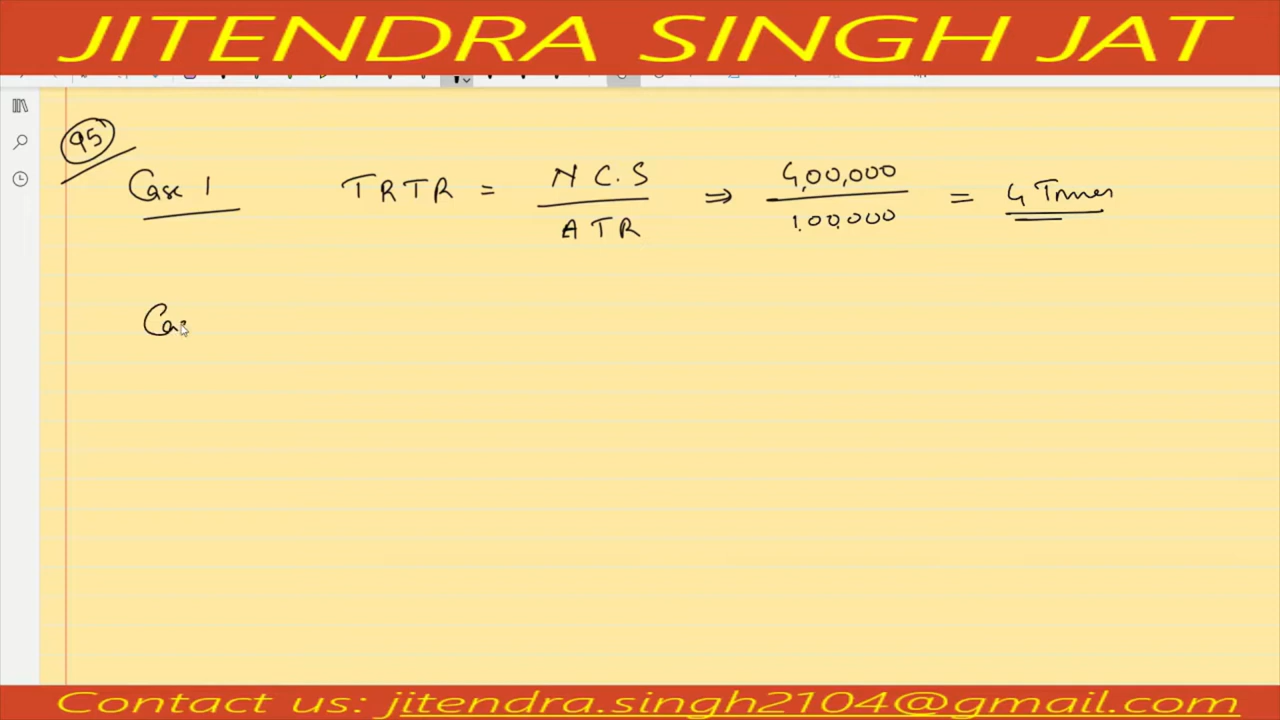 JITENDRA SINGH JAT
95
Case 1 TRTR = N C.S / A T R ⇒ 4,00,000 / 1,00,000 = 4 Times
Cas
Contact us: jitendra.singh2104@gmail.com